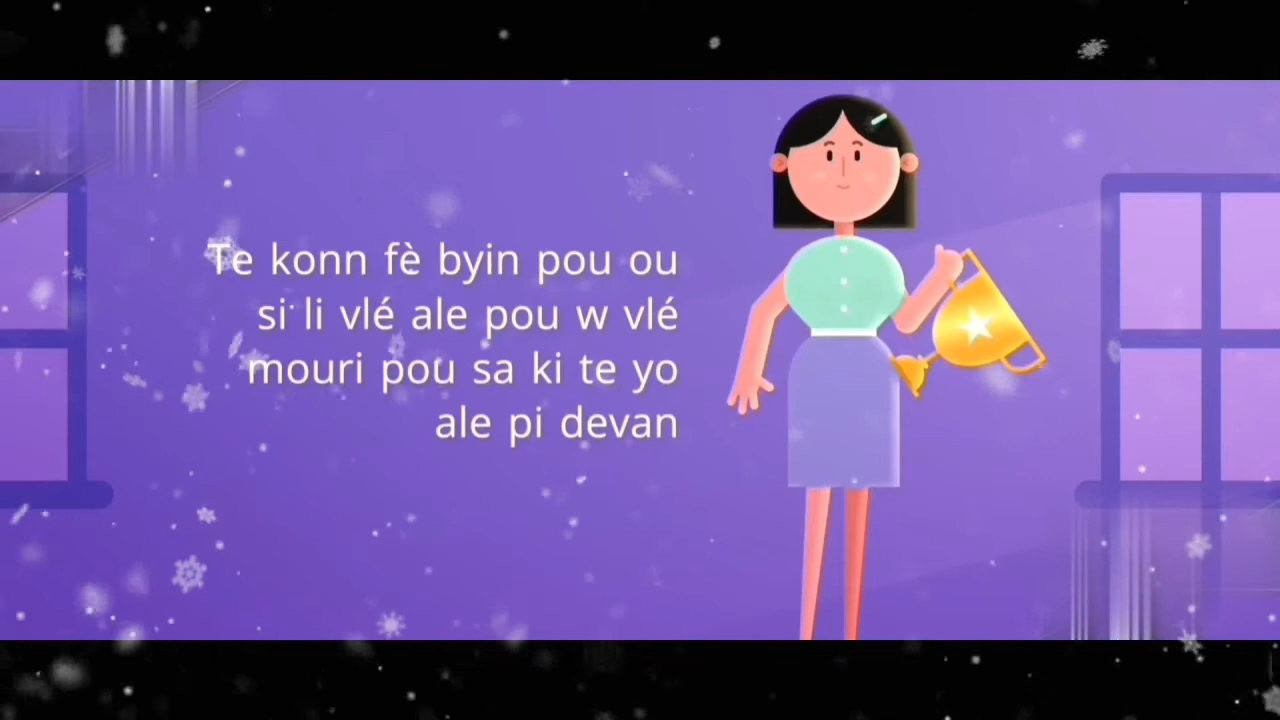 Te konn fè byin pou ou
si li vlé ale pou w vlé
mouri pou sa ki te yo
ale pi devan